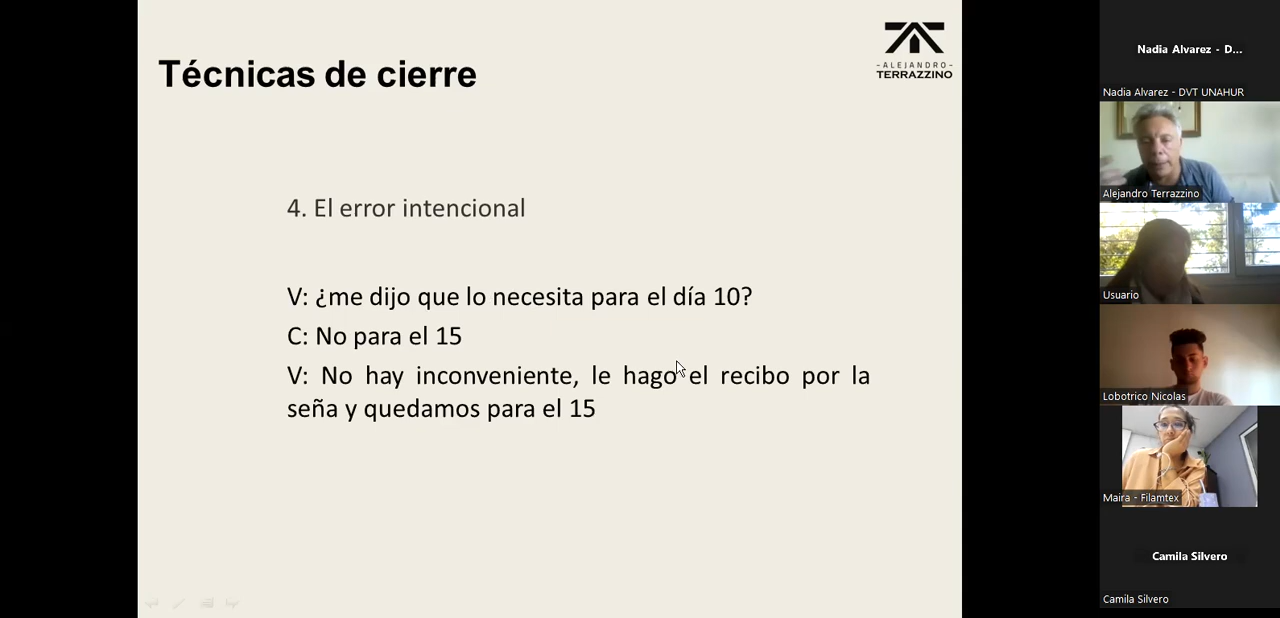 Técnicas de cierre
-ALEJANDRO-
TERRAZZINO
4. El error intencional
V: ¿me dijo que lo necesita para el día 10?
C: No para el 15
V: No hay inconveniente, le hago el recibo por la
seña y quedamos para el 15
Nadia Alvarez - D...
Nadia Alvarez - DVT UNAHUR
Alejandro Terrazzino
Usuario
Lobotrico Nicolas
Maira - Filamtex
Camila Silvero
Camila Silvero